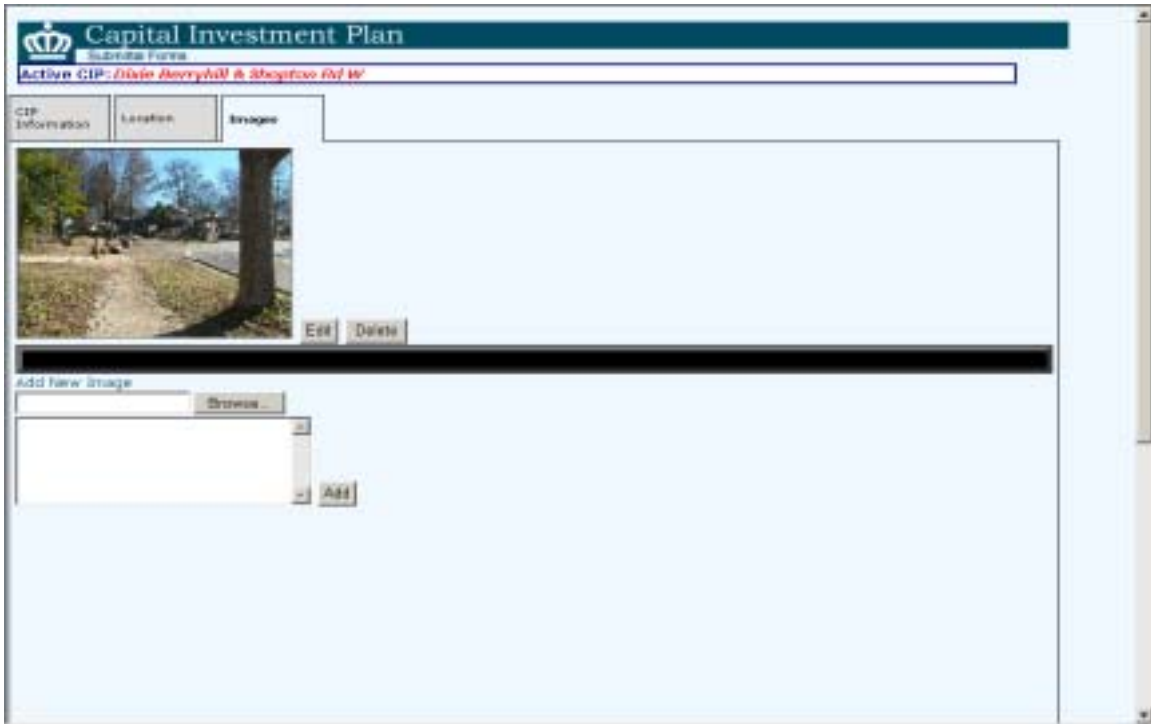 Capital Investment Plan
Submittal Forms
Active CIP: Dixie Berryhill & Shopton Rd W
CIP
Information
Location
Images
Edit
Delete
Add New Image
Browse...
Add